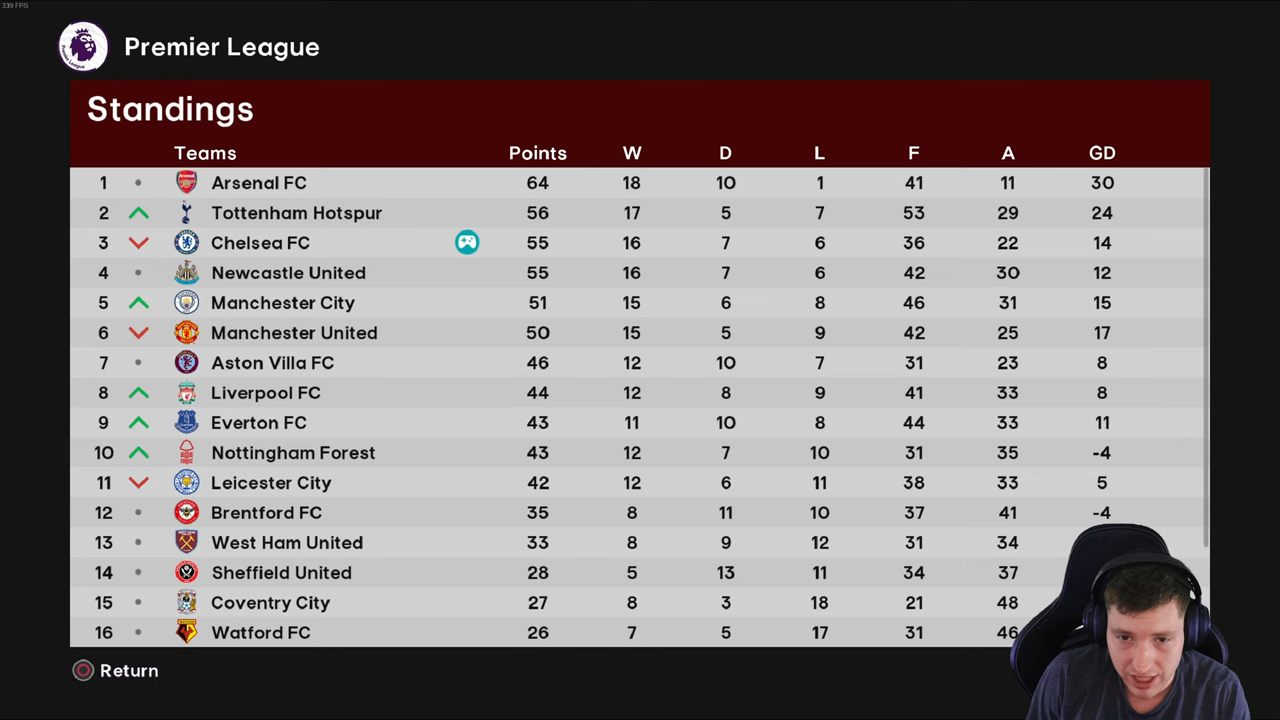 339 FPS
Premier League
Standings
Teams Points W D L F A GD
1 Arsenal FC 64 18 10 1 41 11 30
2 Tottenham Hotspur 56 17 5 7 53 29 24
3 Chelsea FC 55 16 7 6 36 22 14
4 Newcastle United 55 16 7 6 42 30 12
5 Manchester City 51 15 6 8 46 31 15
6 Manchester United 50 15 5 9 42 25 17
7 Aston Villa FC 46 12 10 7 31 23 8
8 Liverpool FC 44 12 8 9 41 33 8
9 Everton FC 43 11 10 8 44 33 11
10 Nottingham Forest 43 12 7 10 31 35 -4
11 Leicester City 42 12 6 11 38 33 5
12 Brentford FC 35 8 11 10 37 41 -4
13 West Ham United 33 8 9 12 31 34
14 Sheffield United 28 5 13 11 34 37
15 Coventry City 27 8 3 18 21 48
16 Watford FC 26 7 5 17 31 46
Return